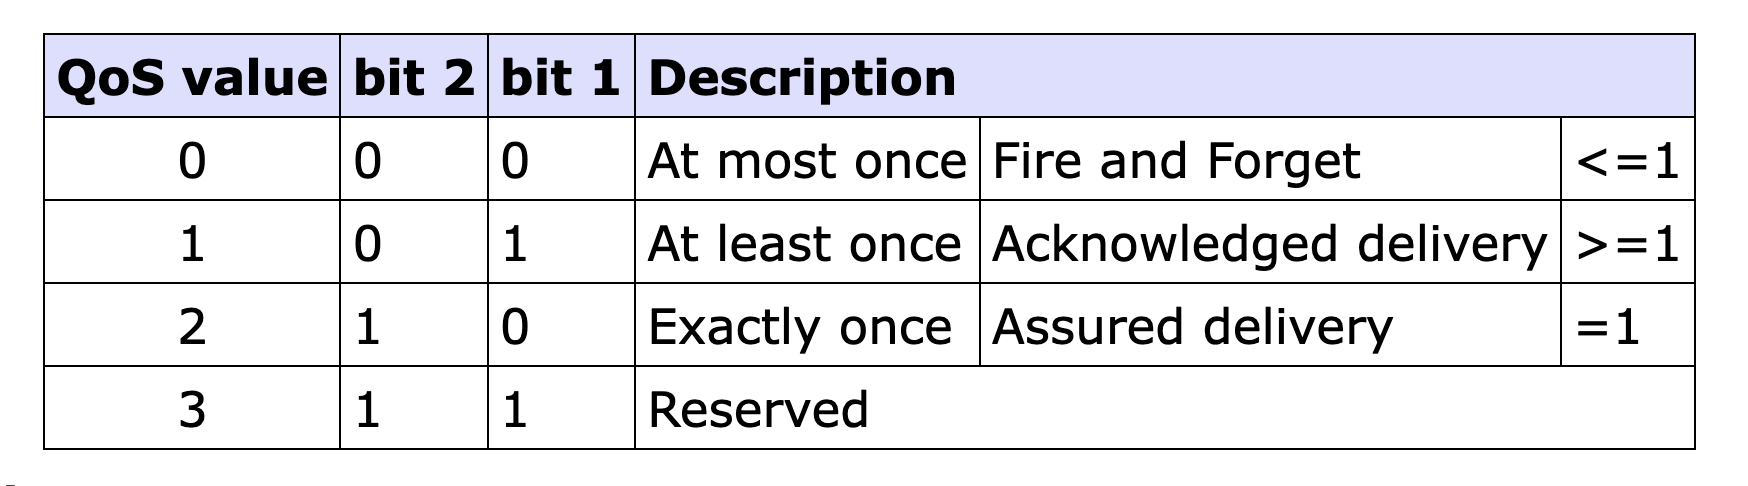 QoS value bit 2 bit 1 Description
0 0 0 At most once Fire and Forget <=1
1 0 1 At least once Acknowledged delivery >=1
2 1 0 Exactly once Assured delivery =1
3 1 1 Reserved